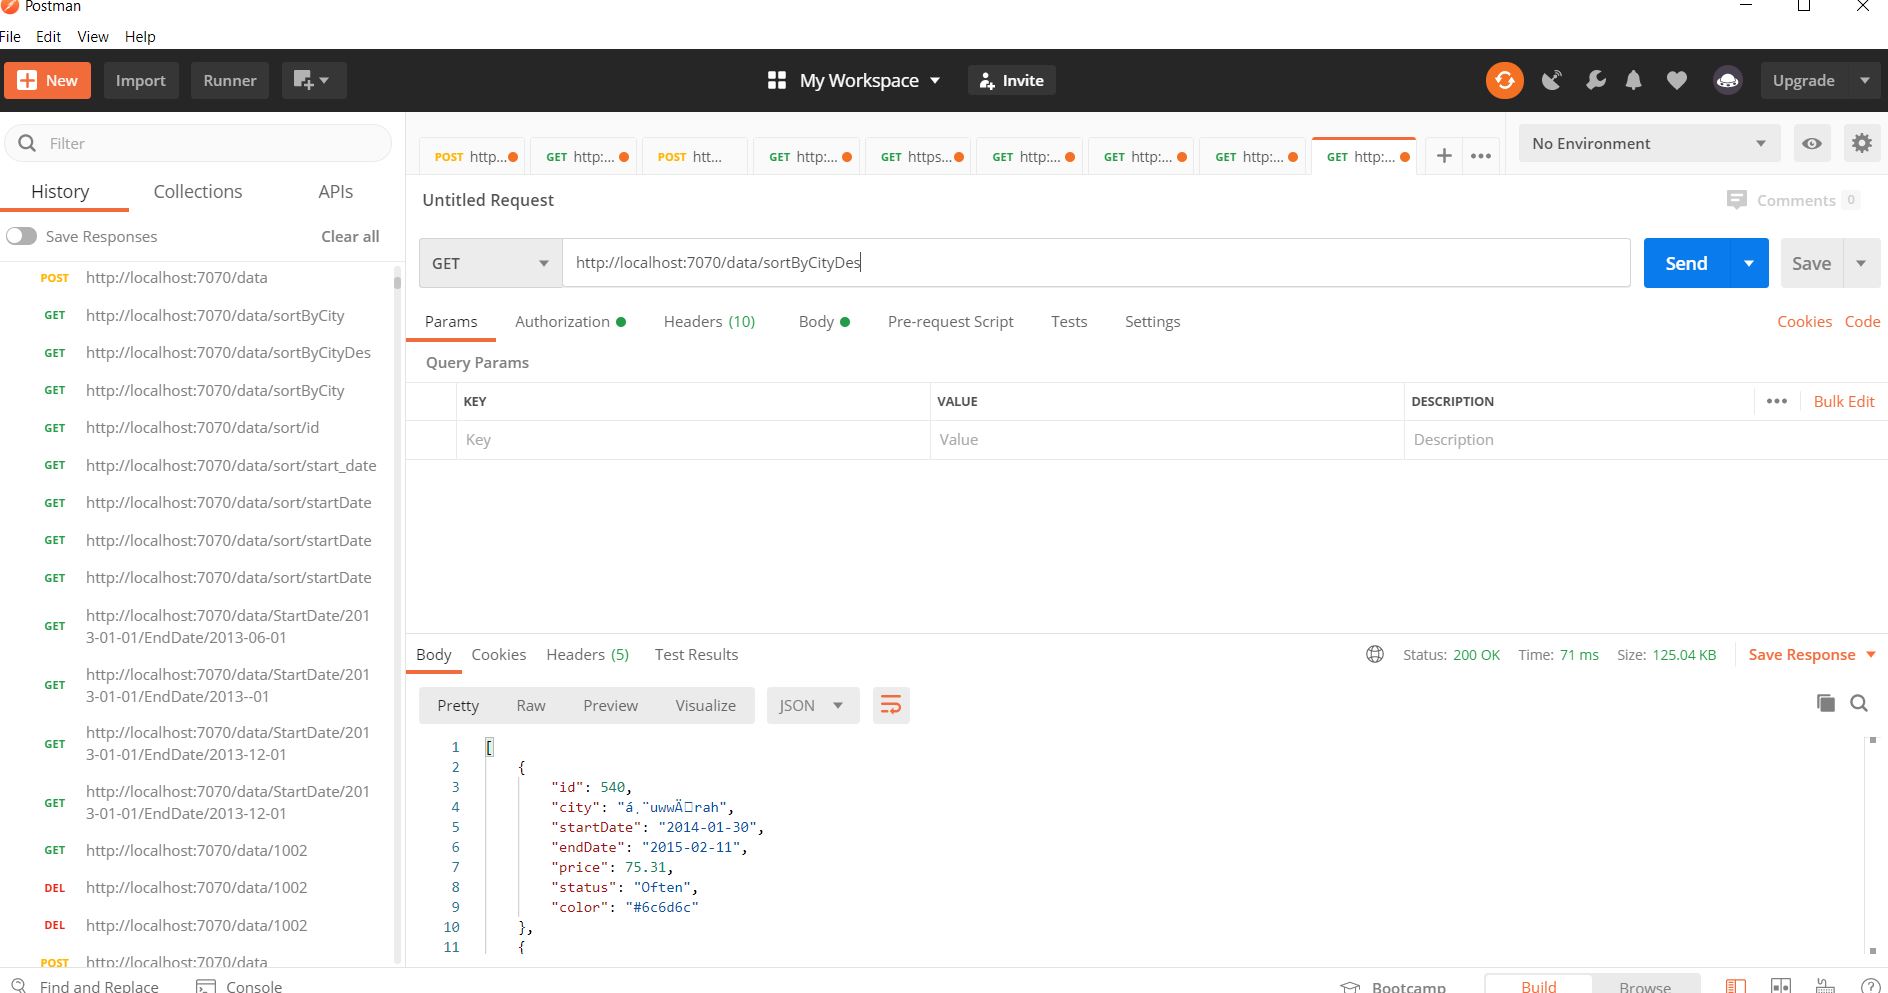 Postman
File Edit View Help
New Import Runner My Workspace Invite Upgrade
Filter
History Collections APIs
Save Responses Clear all
POST http://localhost:7070/data
GET http://localhost:7070/data/sortByCity
GET http://localhost:7070/data/sortByCityDes
GET http://localhost:7070/data/sortByCity
GET http://localhost:7070/data/sort/id
GET http://localhost:7070/data/sort/start_date
GET http://localhost:7070/data/sort/startDate
GET http://localhost:7070/data/sort/startDate
GET http://localhost:7070/data/sort/startDate
GET http://localhost:7070/data/StartDate/201
3-01-01/EndDate/2013-06-01
GET http://localhost:7070/data/StartDate/201
3-01-01/EndDate/2013--01
GET http://localhost:7070/data/StartDate/201
3-01-01/EndDate/2013-12-01
GET http://localhost:7070/data/StartDate/201
3-01-01/EndDate/2013-12-01
GET http://localhost:7070/data/1002
DEL http://localhost:7070/data/1002
DEL http://localhost:7070/data/1002
POST http://localhost:7070/data
POST http... GET http:... POST htt... GET http:... GET https... GET http:... GET http:... GET http:... GET http:... + ••• No Environment
Untitled Request Comments 0
GET http://localhost:7070/data/sortByCityDes Send Save
Params Authorization Headers (10) Body Pre-request Script Tests Settings Cookies Code
Query Params
KEY VALUE DESCRIPTION ••• Bulk Edit
Key Value Description
Body Cookies Headers (5) Test Results Status: 200 OK Time: 71 ms Size: 125.04 KB Save Response
Pretty Raw Preview Visualize JSON
1 [
2 {
3 "id": 540,
4 "city": "á¸¨uwwÄ□rah",
5 "startDate": "2014-01-30",
6 "endDate": "2015-02-11",
7 "price": 75.31,
8 "status": "Often",
9 "color": "#6c6d6c"
10 },
11 {
Find and Replace Console Bootcamp Build Browse